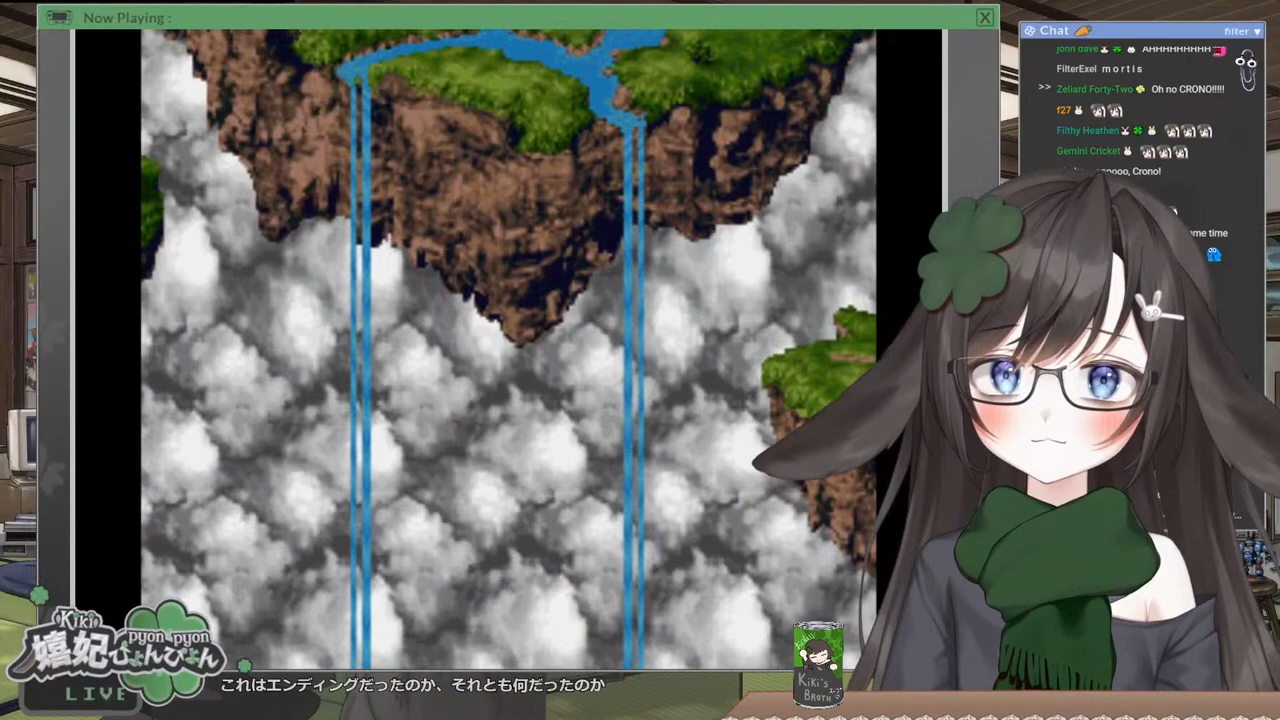 Now Playing :
X
Chat
filter ▼
john dave AHHHHHHHHHH
FilterExel m o r t i s
>> Zeliard Forty-Two Oh no CRONO!!!!!
f27
Filthy Heathen
Gemini Cricket
oooo, Crono!
me time
Kiki
嬉妃ぴょんぴょん
pyon pyon
LIVE
これはエンディングだったのか、それとも何だったのか
KiKi's
BROTH